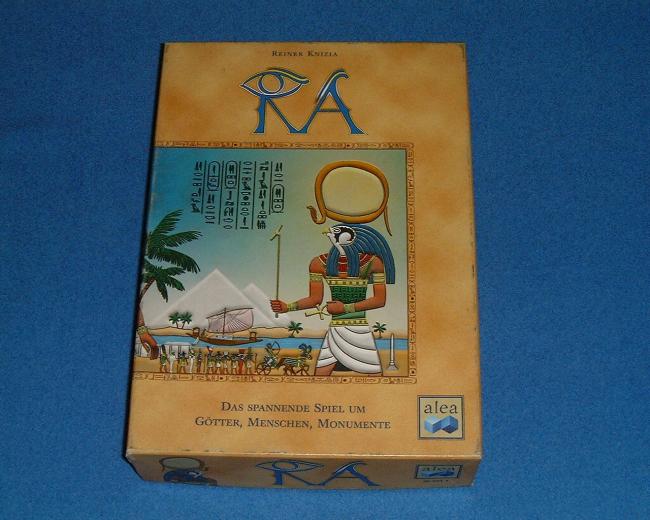 REINER KNIZIA
RA
DAS SPANNENDE SPIEL UM
GÖTTER, MENSCHEN, MONUMENTE
alea
RA
alea